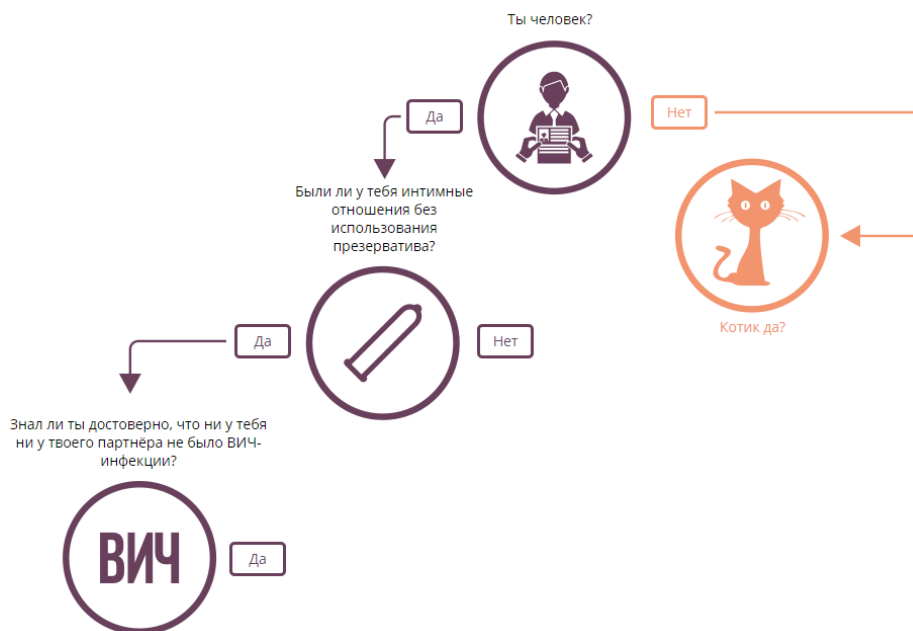 Ты человек?
Да
Нет
Были ли у тебя интимные
отношения без
использования
презерватива?
Котик да?
Да
Нет
Знал ли ты достоверно, что ни у тебя
ни у твоего партнёра не было ВИЧ-
инфекции?
ВИЧ
Да